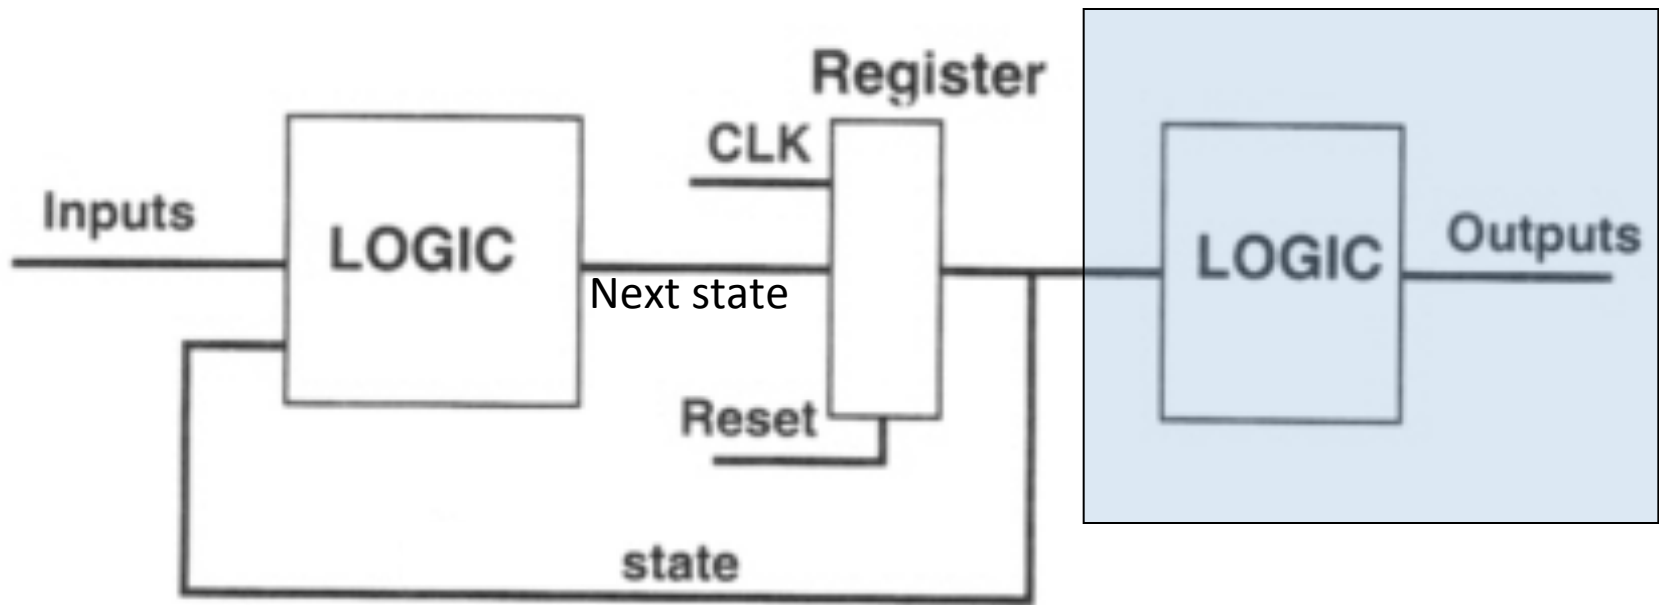 Register
CLK
Inputs
LOGIC
Next state
LOGIC
Outputs
Reset
state